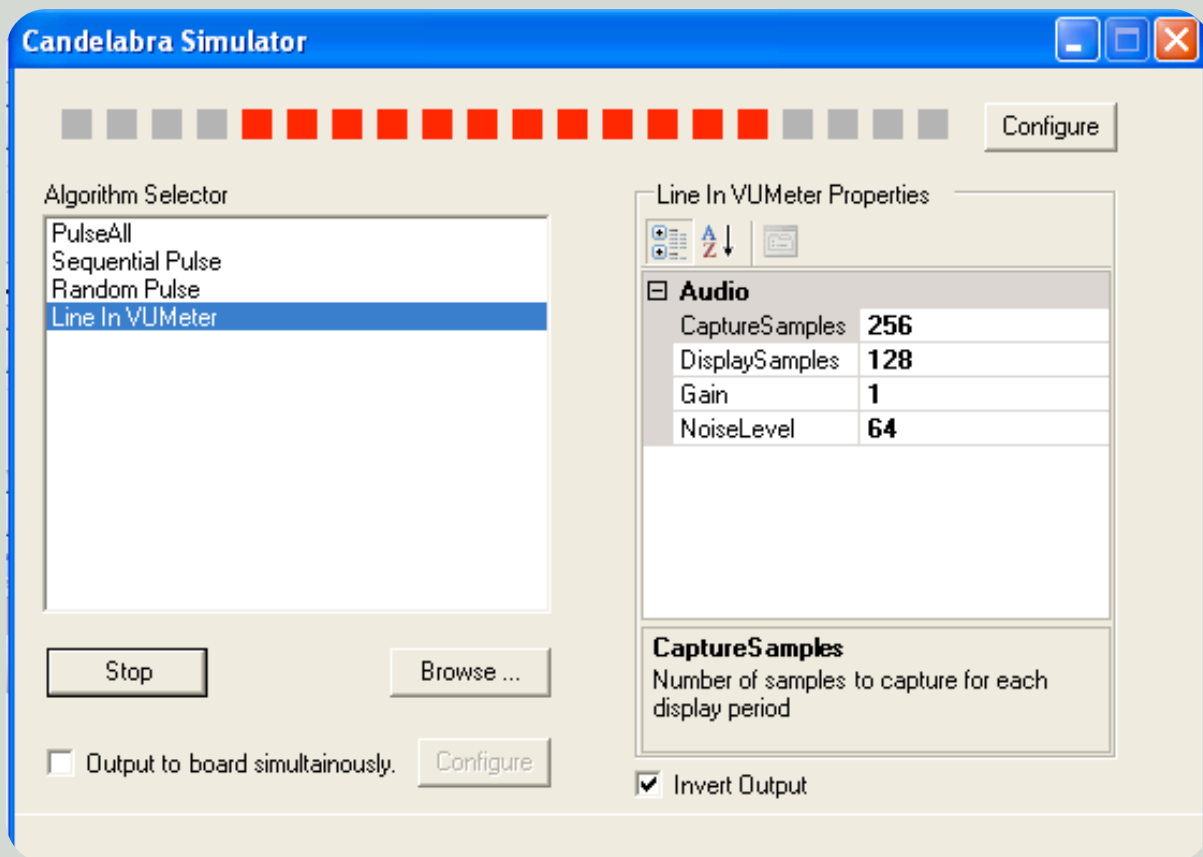 Candelabra Simulator
Configure
Algorithm Selector
PulseAll
Sequential Pulse
Random Pulse
Line In VUMeter
Stop
Browse ...
Output to board simultainously.
Configure
Line In VUMeter Properties
A
Z
Audio
CaptureSamples 256
DisplaySamples 128
Gain 1
NoiseLevel 64
CaptureSamples
Number of samples to capture for each
display period
Invert Output